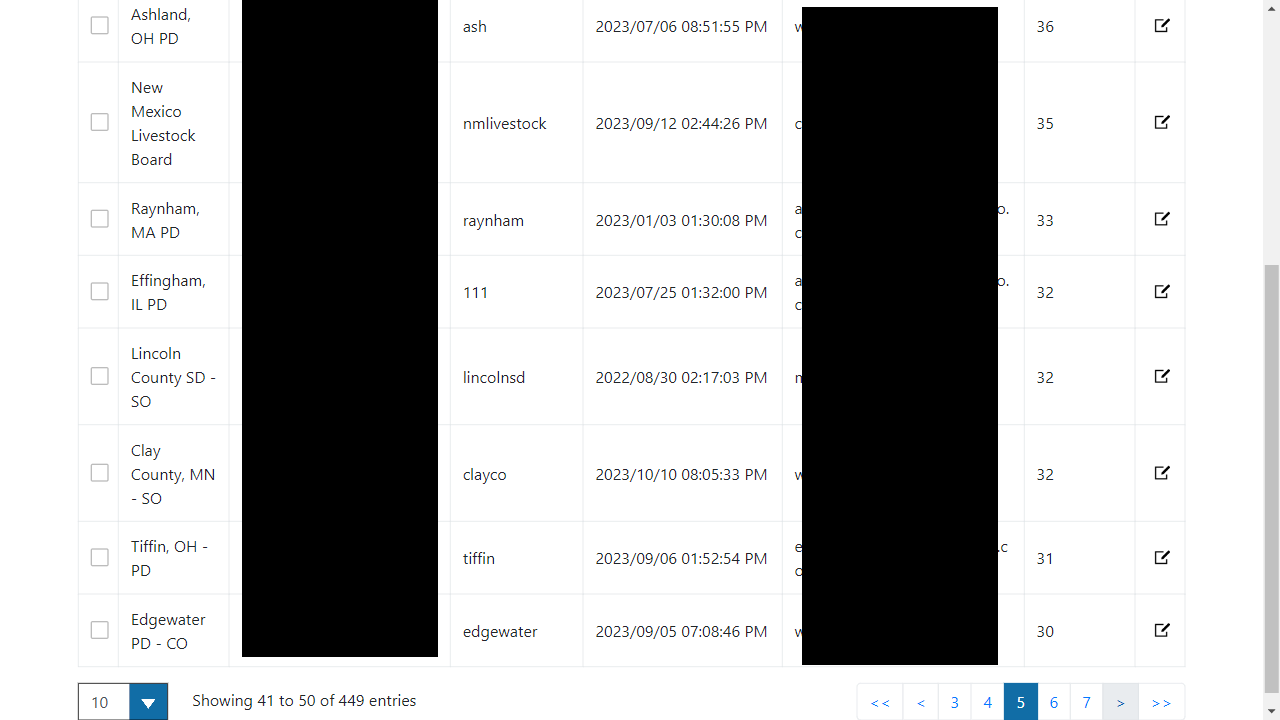 Ashland,
OH PD
ash
2023/07/06 08:51:55 PM
36
New
Mexico
Livestock
Board
nmlivestock
2023/09/12 02:44:26 PM
c
35
Raynham,
MA PD
raynham
2023/01/03 01:30:08 PM
a o.
c
33
Effingham,
IL PD
111
2023/07/25 01:32:00 PM
a o.
c
32
Lincoln
County SD -
SO
lincolnsd
2022/08/30 02:17:03 PM
32
Clay
County, MN
- SO
clayco
2023/10/10 08:05:33 PM
32
Tiffin, OH -
PD
tiffin
2023/09/06 01:52:54 PM
e .c
o
31
Edgewater
PD - CO
edgewater
2023/09/05 07:08:46 PM
30
10
Showing 41 to 50 of 449 entries
<< < 3 4 5 6 7 > >>